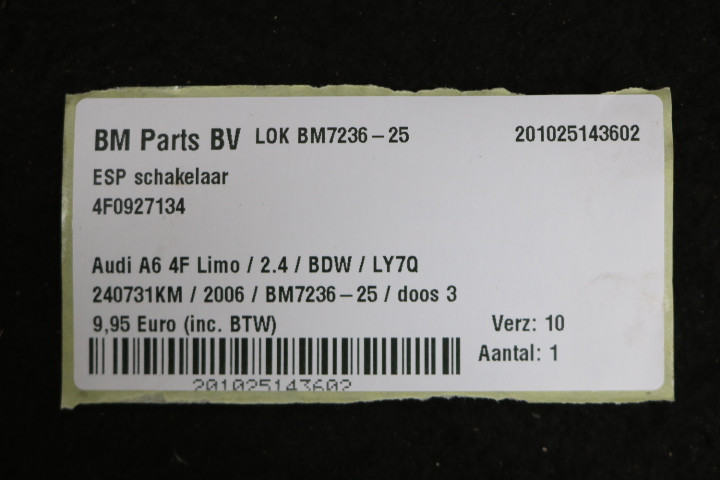 BM Parts BV LOK BM7236-25 201025143602
ESP schakelaar
4F0927134
Audi A6 4F Limo / 2.4 / BDW / LY7Q
240731KM / 2006 / BM7236-25 / doos 3
9,95 Euro (inc. BTW) Verz: 10
Aantal: 1
201025143602